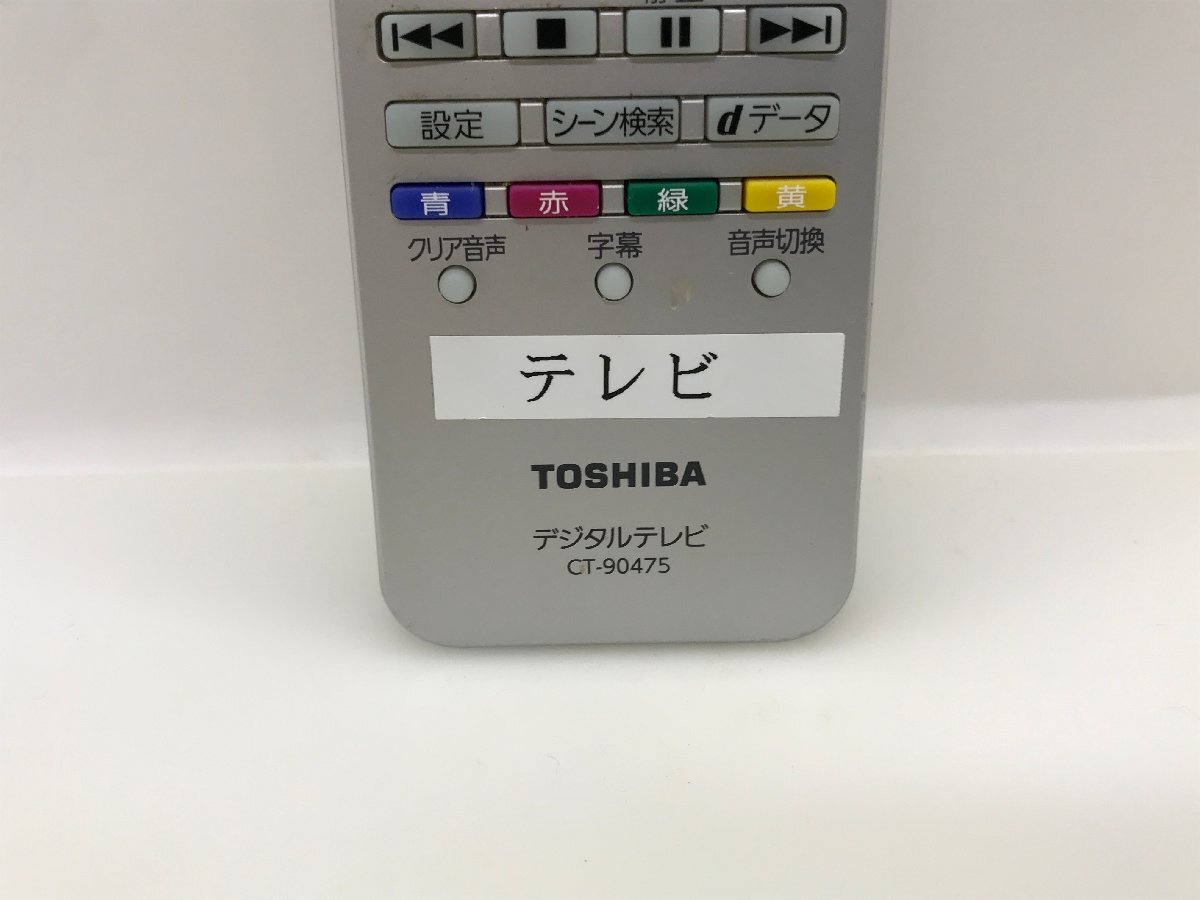 設定 シーン検索 dデータ
青 赤 緑 黄
クリア音声 字幕 音声切換
テレビ
TOSHIBA
デジタルテレビ
CT-90475